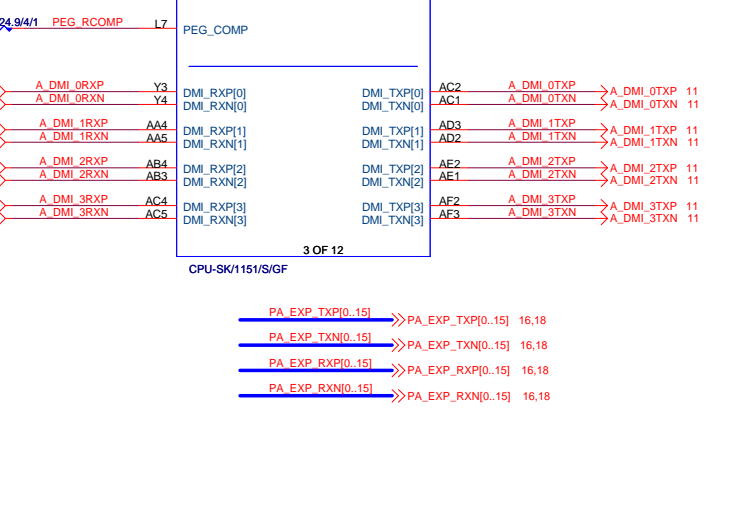 24.9/4/1 PEG_RCOMP L7 PEG_COMP
A_DMI_0RXP Y3 DMI_RXP[0] DMI_TXP[0] AC2 A_DMI_0TXP A_DMI_0TXP 11
A_DMI_0RXN Y4 DMI_RXN[0] DMI_TXN[0] AC1 A_DMI_0TXN A_DMI_0TXN 11
A_DMI_1RXP AA4 DMI_RXP[1] DMI_TXP[1] AD3 A_DMI_1TXP A_DMI_1TXP 11
A_DMI_1RXN AA5 DMI_RXN[1] DMI_TXN[1] AD2 A_DMI_1TXN A_DMI_1TXN 11
A_DMI_2RXP AB4 DMI_RXP[2] DMI_TXP[2] AE2 A_DMI_2TXP A_DMI_2TXP 11
A_DMI_2RXN AB3 DMI_RXN[2] DMI_TXN[2] AE1 A_DMI_2TXN A_DMI_2TXN 11
A_DMI_3RXP AC4 DMI_RXP[3] DMI_TXP[3] AF2 A_DMI_3TXP A_DMI_3TXP 11
A_DMI_3RXN AC5 DMI_RXN[3] DMI_TXN[3] AF3 A_DMI_3TXN A_DMI_3TXN 11
3 OF 12
CPU-SK/1151/S/GF
PA_EXP_TXP[0..15] PA_EXP_TXP[0..15] 16,18
PA_EXP_TXN[0..15] PA_EXP_TXN[0..15] 16,18
PA_EXP_RXP[0..15] PA_EXP_RXP[0..15] 16,18
PA_EXP_RXN[0..15] PA_EXP_RXN[0..15] 16,18